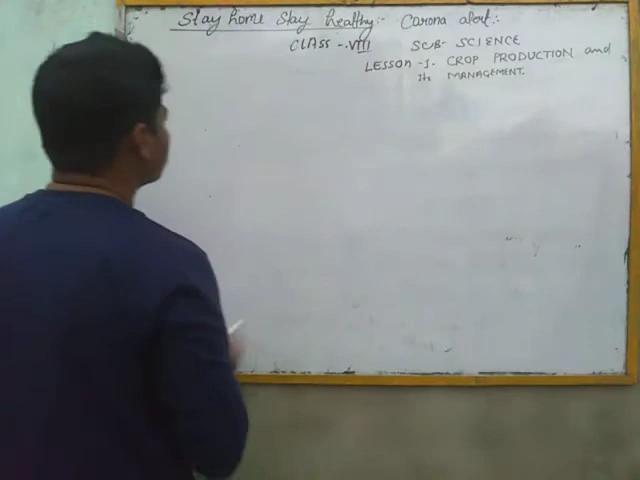 Stay home Stay healthy:- Carona alert:-
CLASS -: VIII SUB- SCIENCE
LESSON -1. CROP PRODUCTION and
its MANAGEMENT.